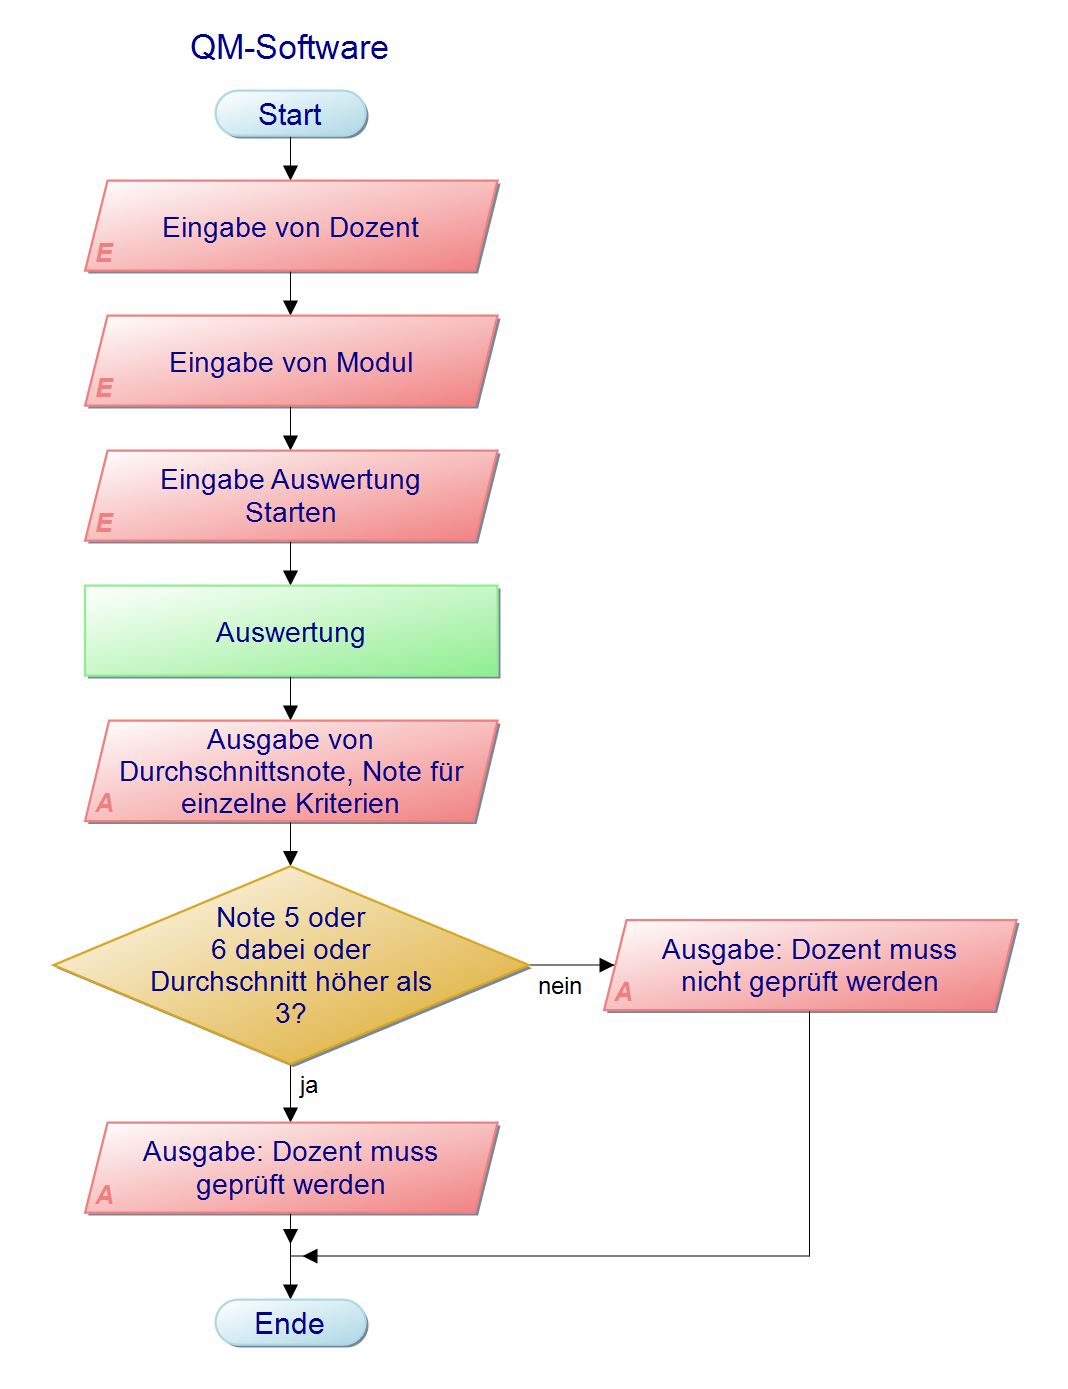 QM-Software
Start
Eingabe von Dozent
E
Eingabe von Modul
E
Eingabe Auswertung
Starten
E
Auswertung
Ausgabe von
Durchschnittsnote, Note für
einzelne Kriterien
A
Note 5 oder
6 dabei oder
Durchschnitt höher als
3?
nein
Ausgabe: Dozent muss
nicht geprüft werden
A
ja
Ausgabe: Dozent muss
geprüft werden
A
Ende